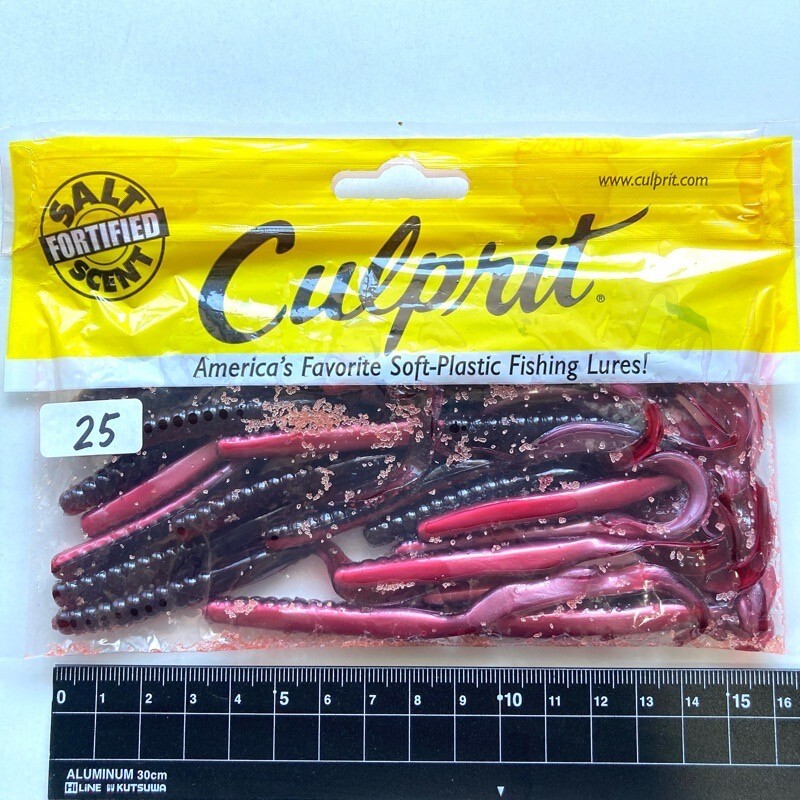 www.culprit.com
SALT
FORTIFIED
SCENT
Culprit®
America's Favorite Soft-Plastic Fishing Lures!
25
0 1 2 3 4 5 6 7 8 9 10 11 12 13 14 15 16
ALUMINUM 30cm
HiLiNE KUTSUWA